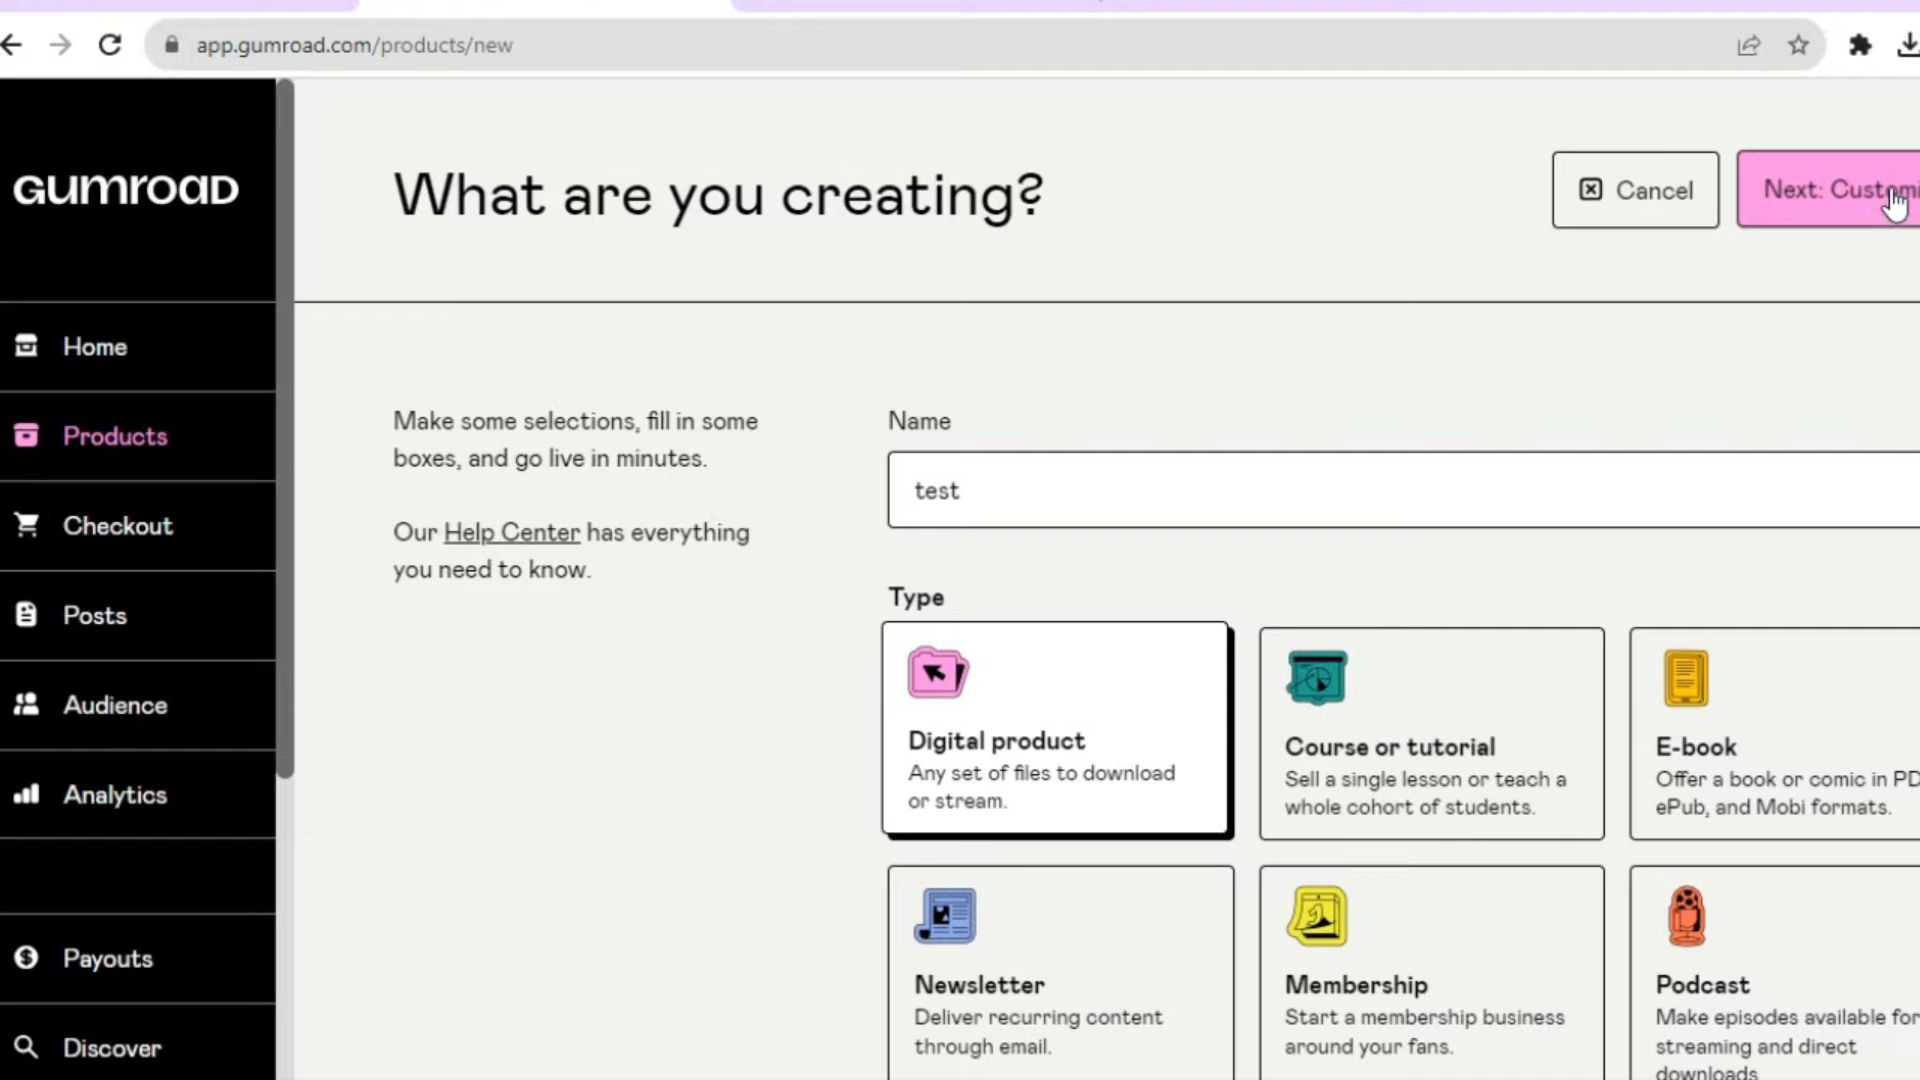 app.gumroad.com/products/new
GUMROAD
What are you creating?
Cancel
Next: Customi
Home
Products
Checkout
Posts
Audience
Analytics
Payouts
Discover
Make some selections, fill in some
boxes, and go live in minutes.
Our Help Center has everything
you need to know.
Name
test
Type
Digital product
Any set of files to download
or stream.
Course or tutorial
Sell a single lesson or teach a
whole cohort of students.
E-book
Offer a book or comic in PD
ePub, and Mobi formats.
Newsletter
Deliver recurring content
through email.
Membership
Start a membership business
around your fans.
Podcast
Make episodes available for
streaming and direct
downloads